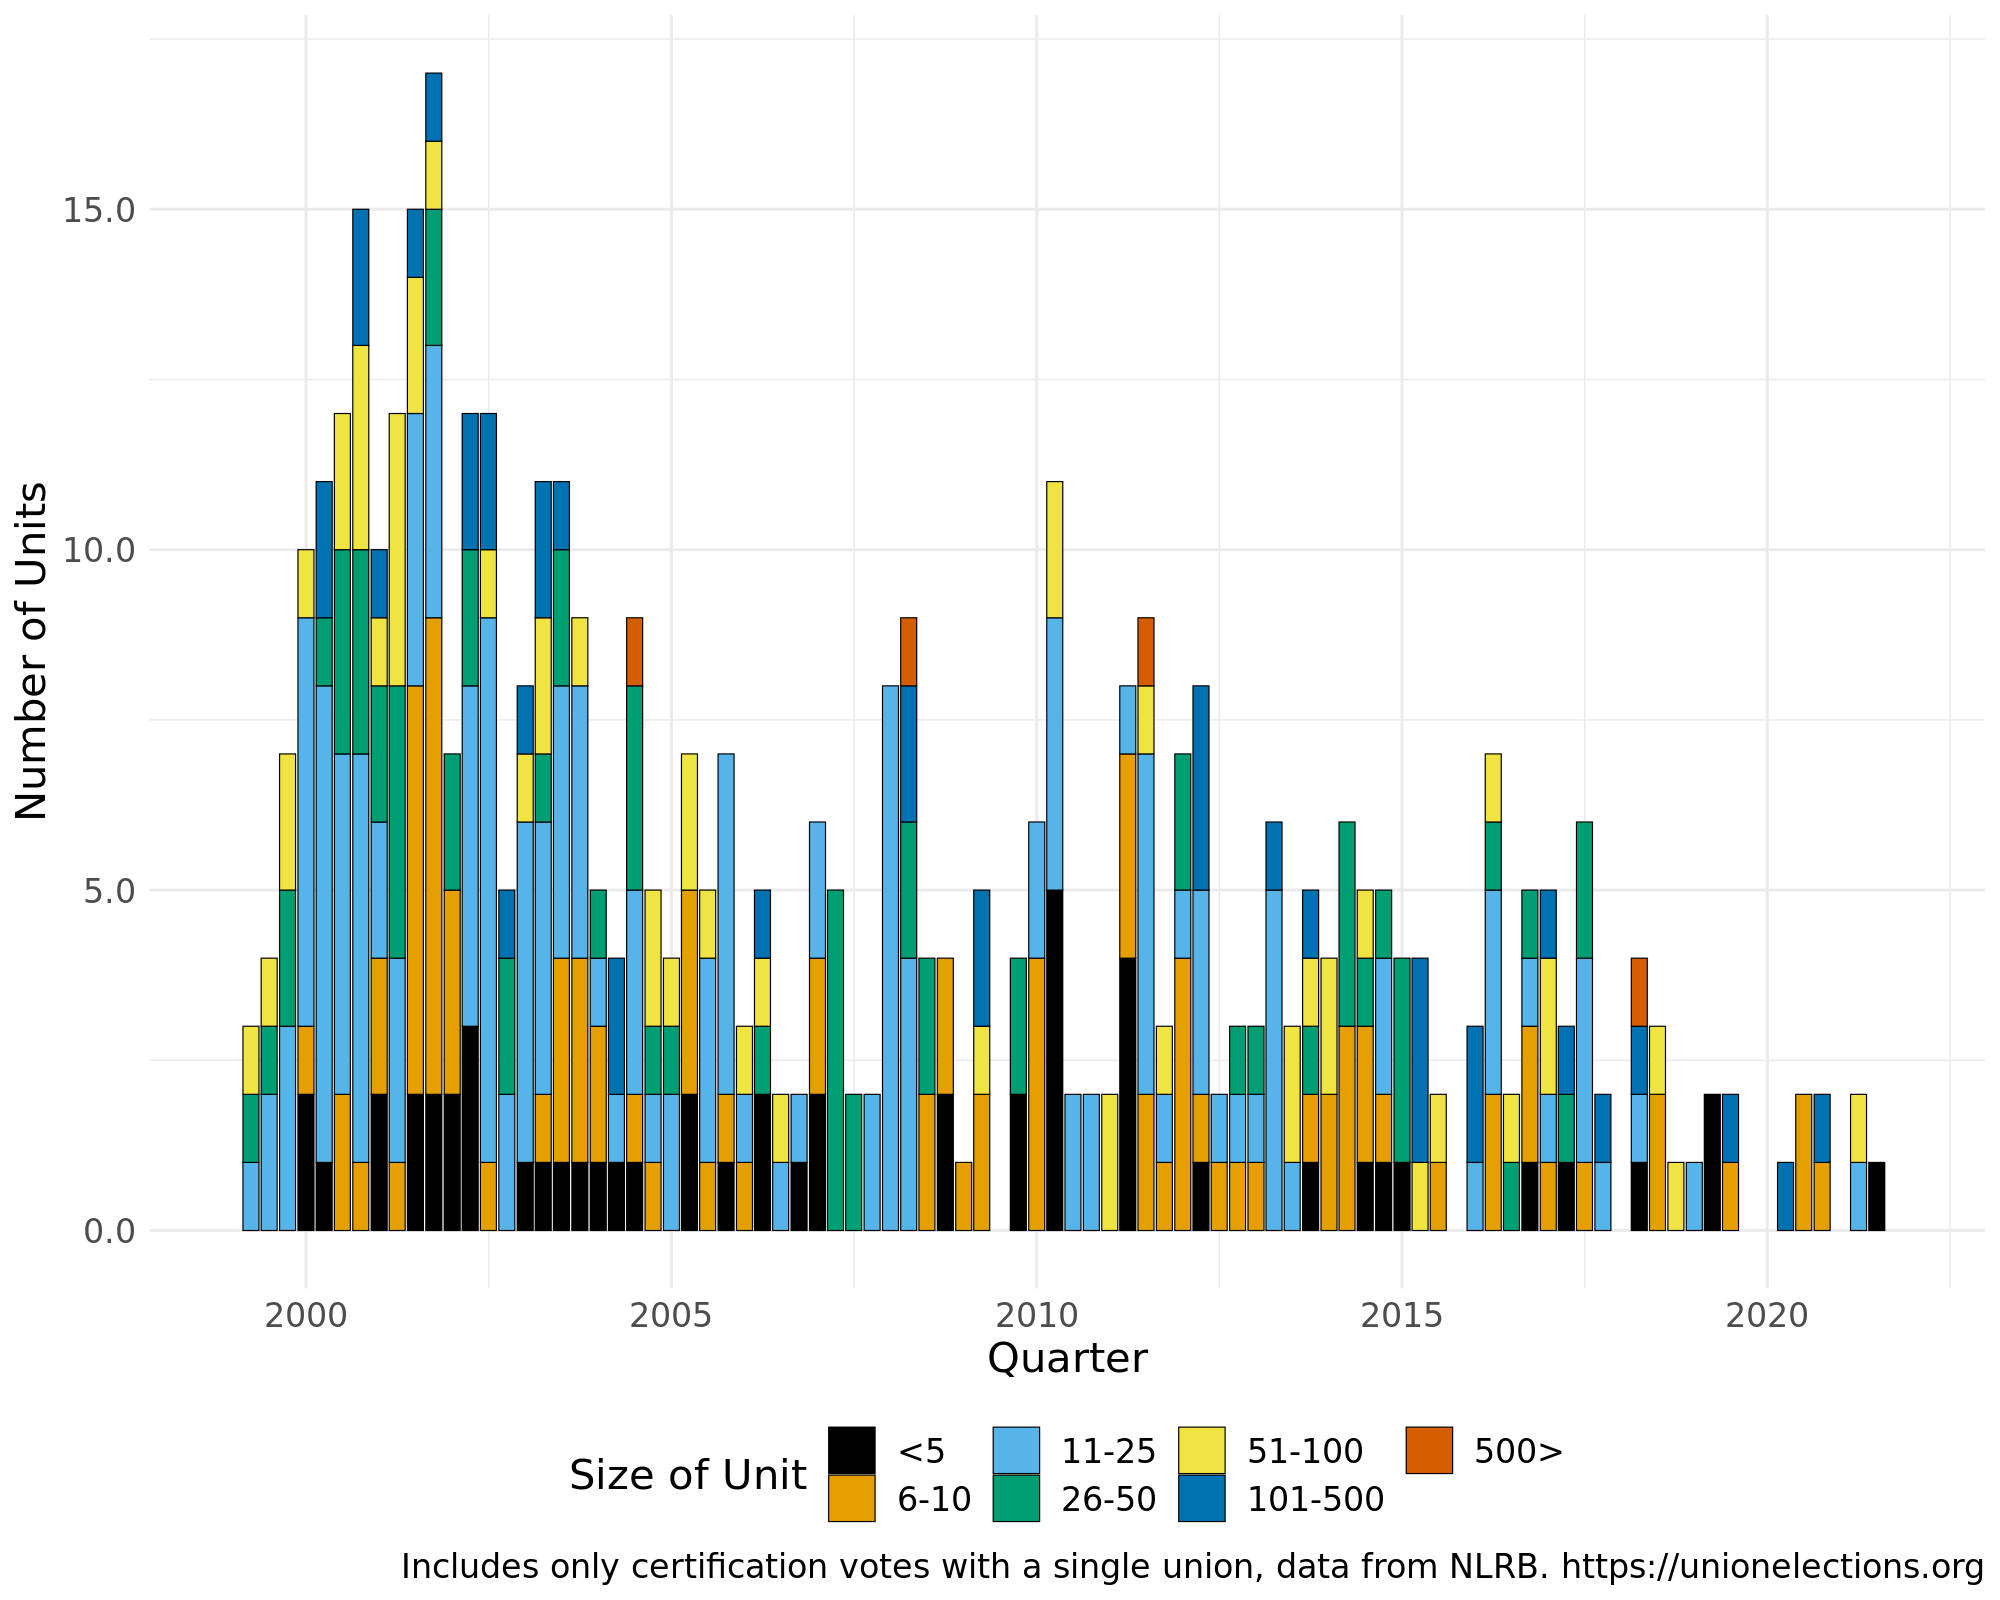 Number of Units
15.0
10.0
5.0
0.0
2000 2005 2010 2015 2020
Quarter
Size of Unit
<5 11-25 51-100 500>
6-10 26-50 101-500
Includes only certification votes with a single union, data from NLRB. https://unionelections.org